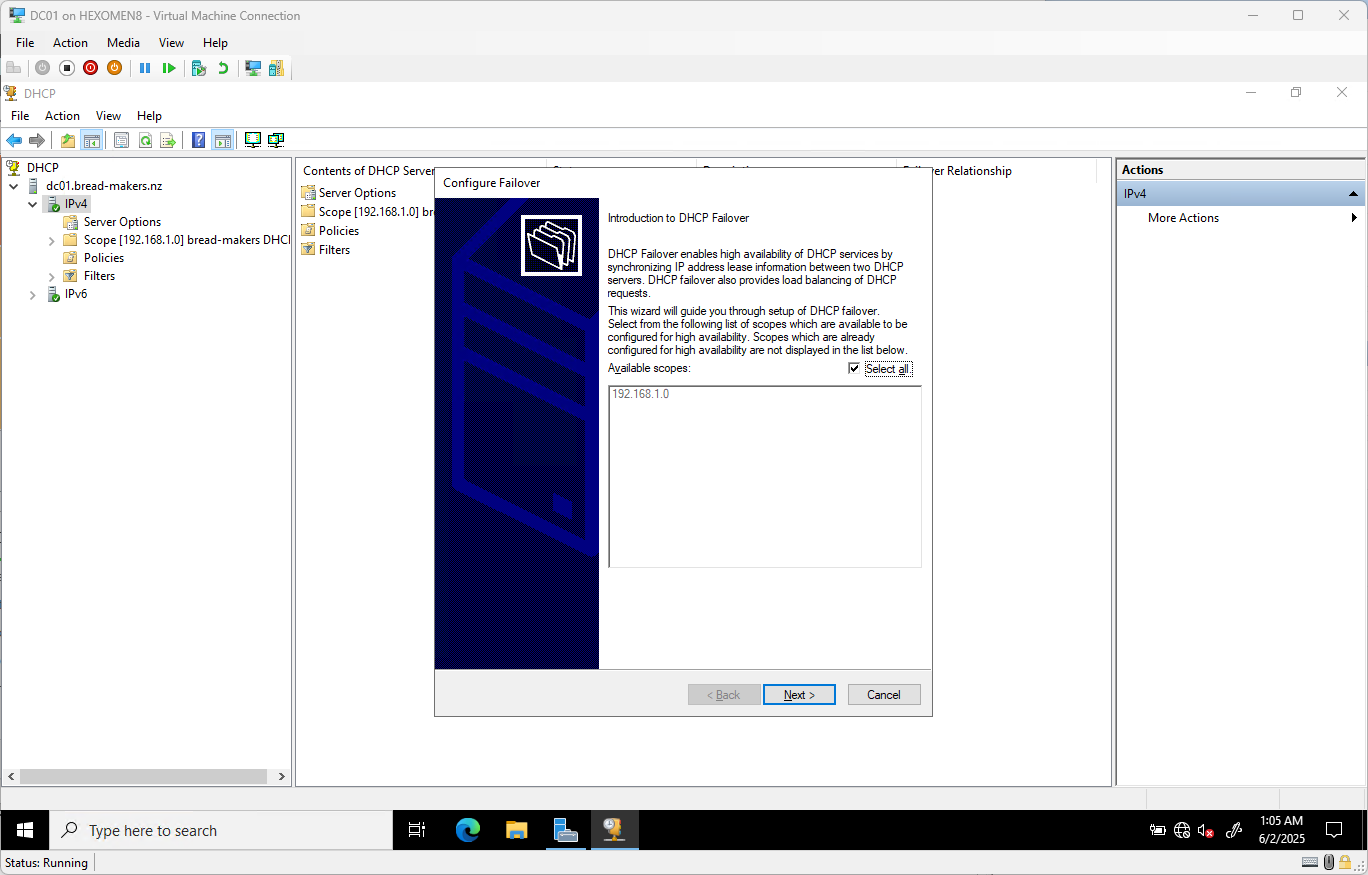 DC01 on HEXOMEN8 - Virtual Machine Connection
File Action Media View Help
DHCP
File Action View Help
DHCP
dc01.bread-makers.nz
IPv4
Server Options
Scope [192.168.1.0] bread-makers DHCI
Policies
Filters
IPv6
Contents of DHCP Server
er Relationship
Server Options
Scope [192.168.1.0] bre
Policies
Filters
Configure Failover
Introduction to DHCP Failover
DHCP Failover enables high availability of DHCP services by
synchronizing IP address lease infomation between two DHCP
servers. DHCP failover also provides load balancing of DHCP
requests.
This wizard will guide you through setup of DHCP failover.
Select from the following list of scopes which are available to be
configured for high availability. Scopes which are already
configured for high availability are not displayed in the list below.
Available scopes:
Select all
192.168.1.0
< Back
Next >
Cancel
Actions
IPv4
More Actions
Type here to search
1:05 AM
6/2/2025
Status: Running